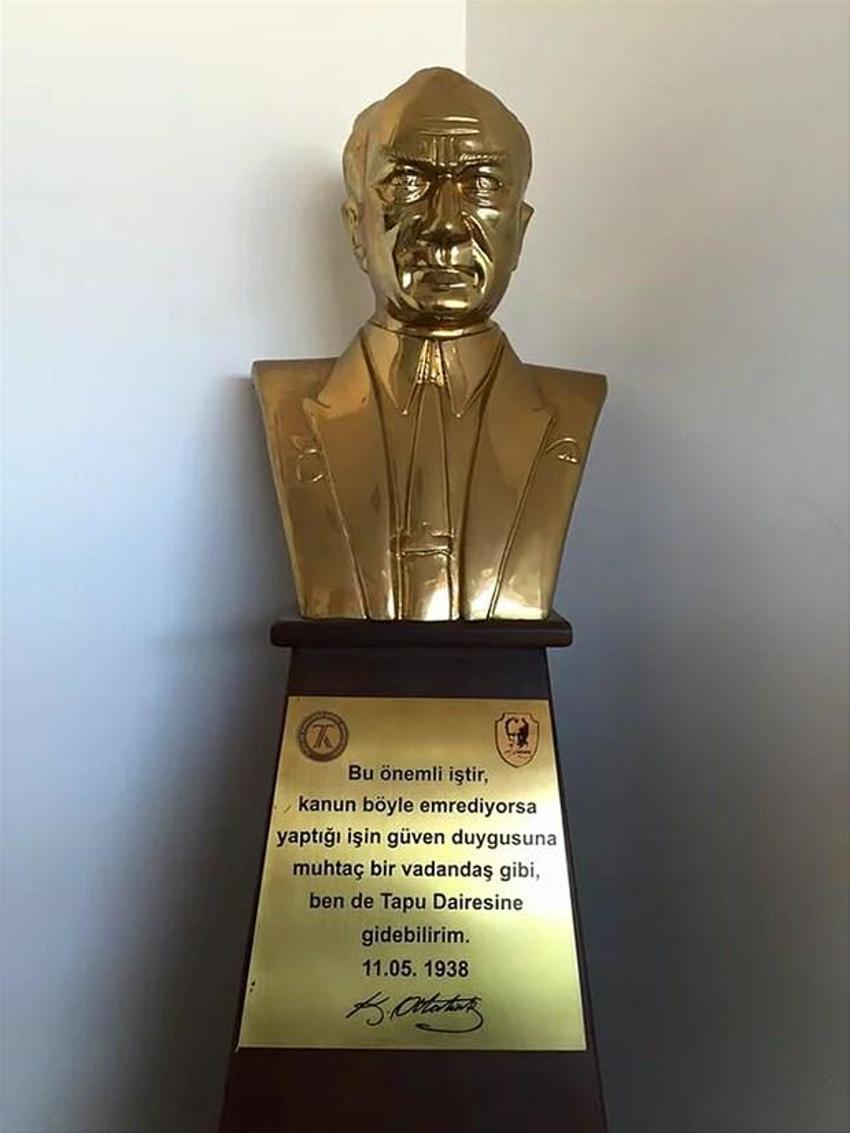 Bu önemli iştir,
kanun böyle emrediyorsa
yaptığı işin güven duygusuna
muhtaç bir vadandaş gibi,
ben de Tapu Dairesine
gidebilirim.
11.05. 1938
K. Atatürk